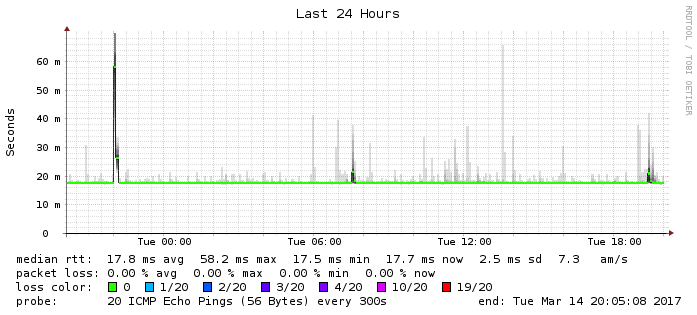 Last 24 Hours
RRDTOOL / TOBI OETIKER
Seconds
60 m
50 m
40 m
30 m
20 m
10 m
0
Tue 00:00 Tue 06:00 Tue 12:00 Tue 18:00
median rtt: 17.8 ms avg 58.2 ms max 17.5 ms min 17.7 ms now 2.5 ms sd 7.3 am/s
packet loss: 0.00 % avg 0.00 % max 0.00 % min 0.00 % now
loss color: 0 1/20 2/20 3/20 4/20 10/20 19/20
probe: 20 ICMP Echo Pings (56 Bytes) every 300s end: Tue Mar 14 20:05:08 2017